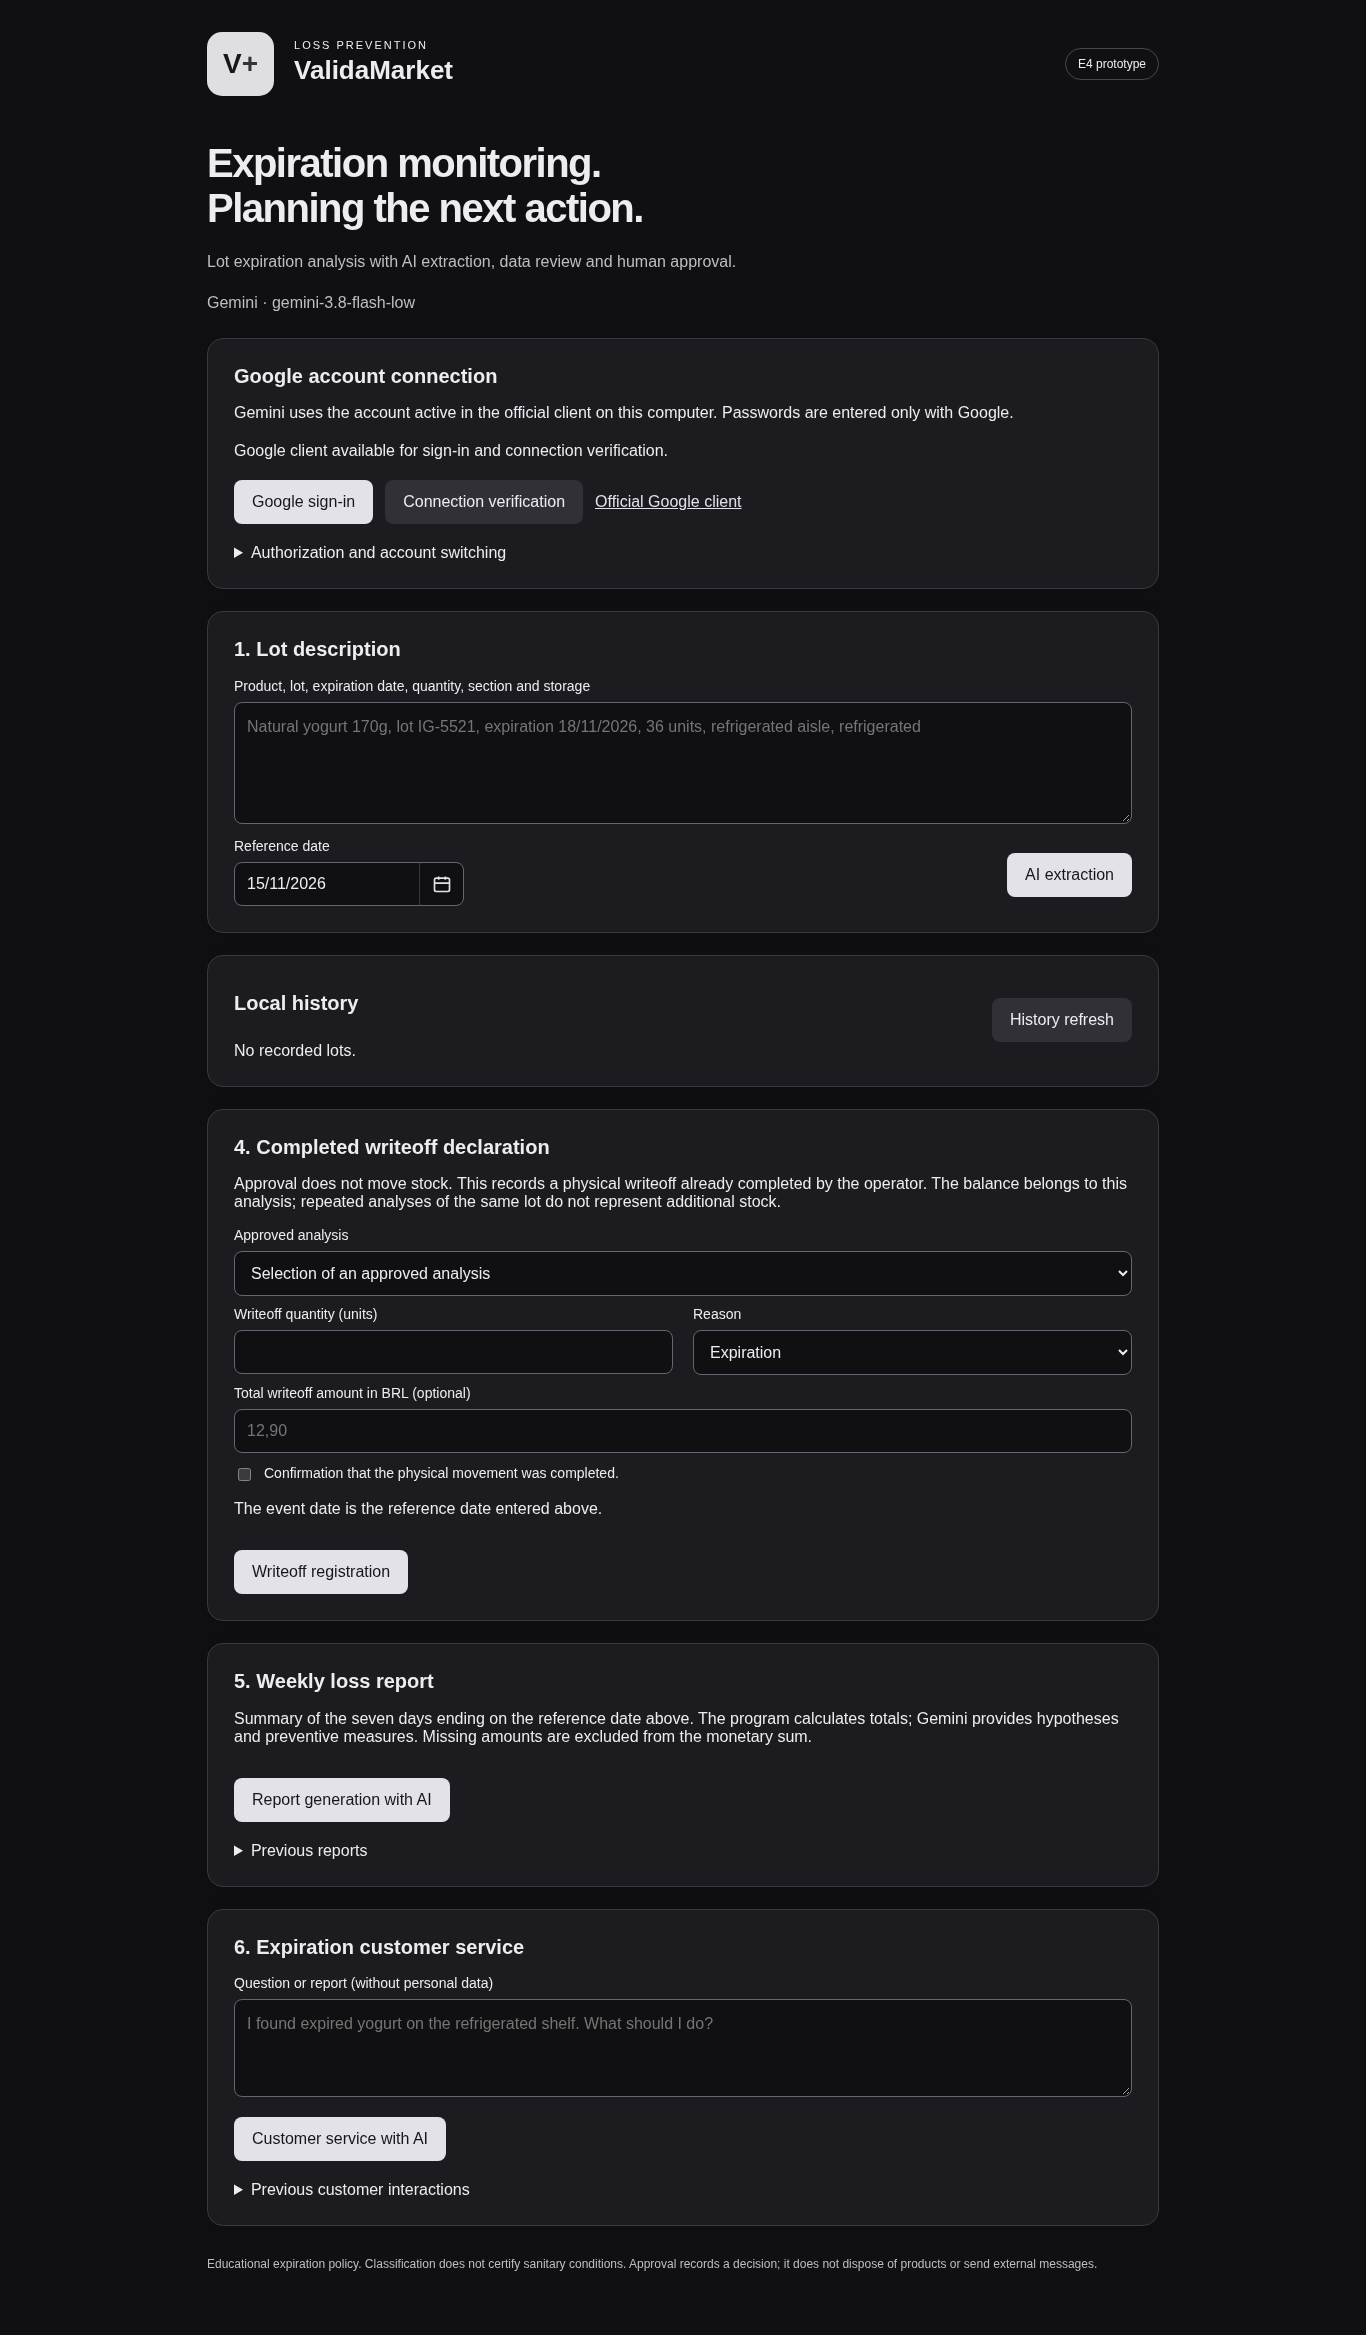 V+
LOSS PREVENTION
ValidaMarket
E4 prototype
Expiration monitoring.
Planning the next action.
Lot expiration analysis with AI extraction, data review and human approval.
Gemini · gemini-3.8-flash-low
Google account connection
Gemini uses the account active in the official client on this computer. Passwords are entered only with Google.
Google client available for sign-in and connection verification.
Google sign-in
Connection verification
Official Google client
Authorization and account switching
1. Lot description
Product, lot, expiration date, quantity, section and storage
Natural yogurt 170g, lot IG-5521, expiration 18/11/2026, 36 units, refrigerated aisle, refrigerated
Reference date
15/11/2026
AI extraction
Local history
No recorded lots.
History refresh
4. Completed writeoff declaration
Approval does not move stock. This records a physical writeoff already completed by the operator. The balance belongs to this
analysis; repeated analyses of the same lot do not represent additional stock.
Approved analysis
Selection of an approved analysis
Writeoff quantity (units)
Reason
Expiration
Total writeoff amount in BRL (optional)
12,90
Confirmation that the physical movement was completed.
The event date is the reference date entered above.
Writeoff registration
5. Weekly loss report
Summary of the seven days ending on the reference date above. The program calculates totals; Gemini provides hypotheses
and preventive measures. Missing amounts are excluded from the monetary sum.
Report generation with AI
Previous reports
6. Expiration customer service
Question or report (without personal data)
I found expired yogurt on the refrigerated shelf. What should I do?
Customer service with AI
Previous customer interactions
Educational expiration policy. Classification does not certify sanitary conditions. Approval records a decision; it does not dispose of products or send external messages.